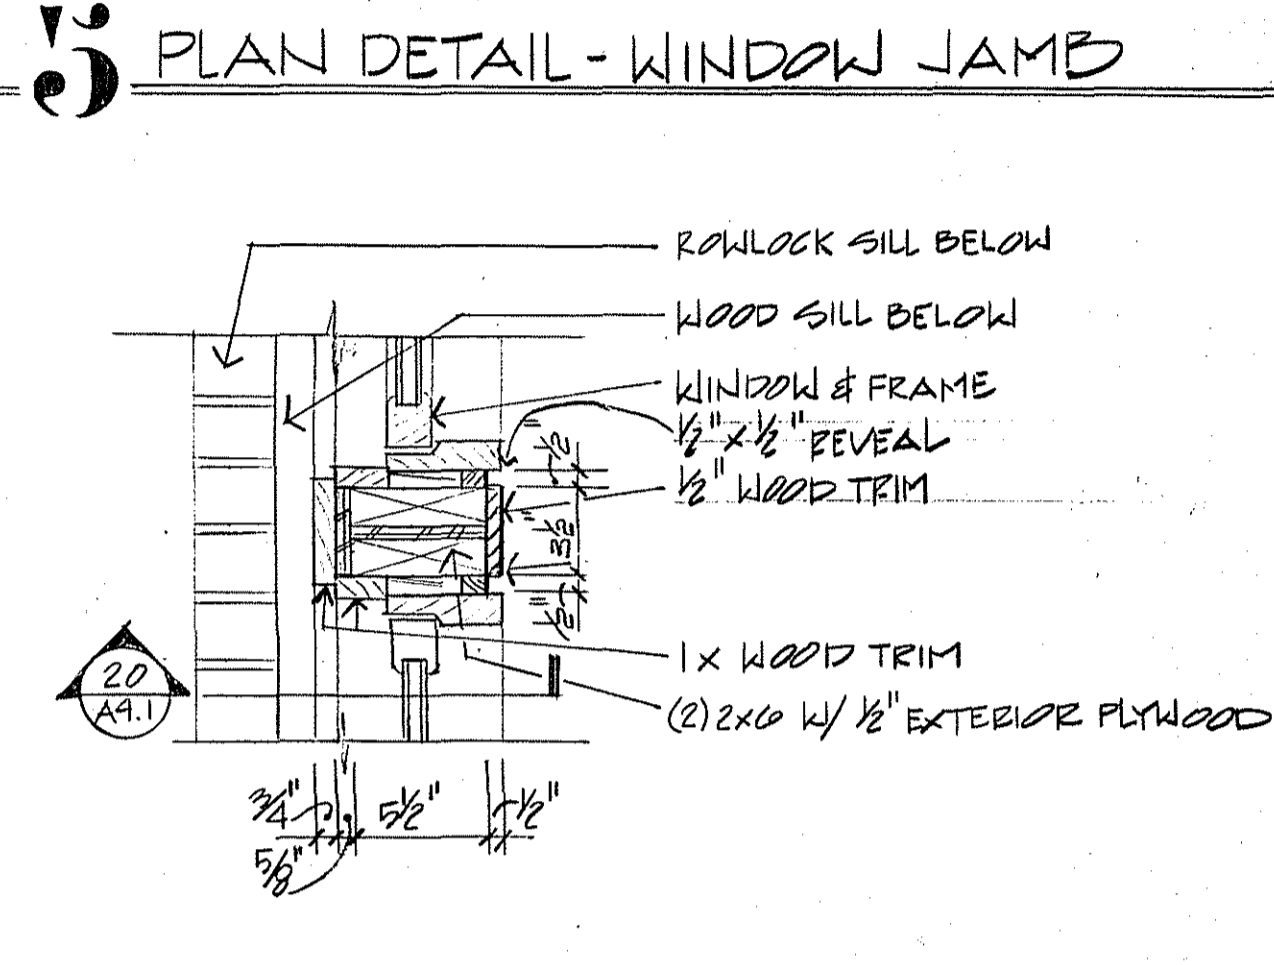 5 PLAN DETAIL - WINDOW JAMB
ROWLOCK SILL BELOW
WOOD SILL BELOW
WINDOW & FRAME
1/2" x 1/2" REVEAL
1/2" WOOD TRIM
1/2"
3 1/2"
1/2"
1 x WOOD TRIM
(2) 2x6 W/ 1/2" EXTERIOR PLYWOOD
20
A4.1
3/4"
5/8"
5 1/2"
1/2"